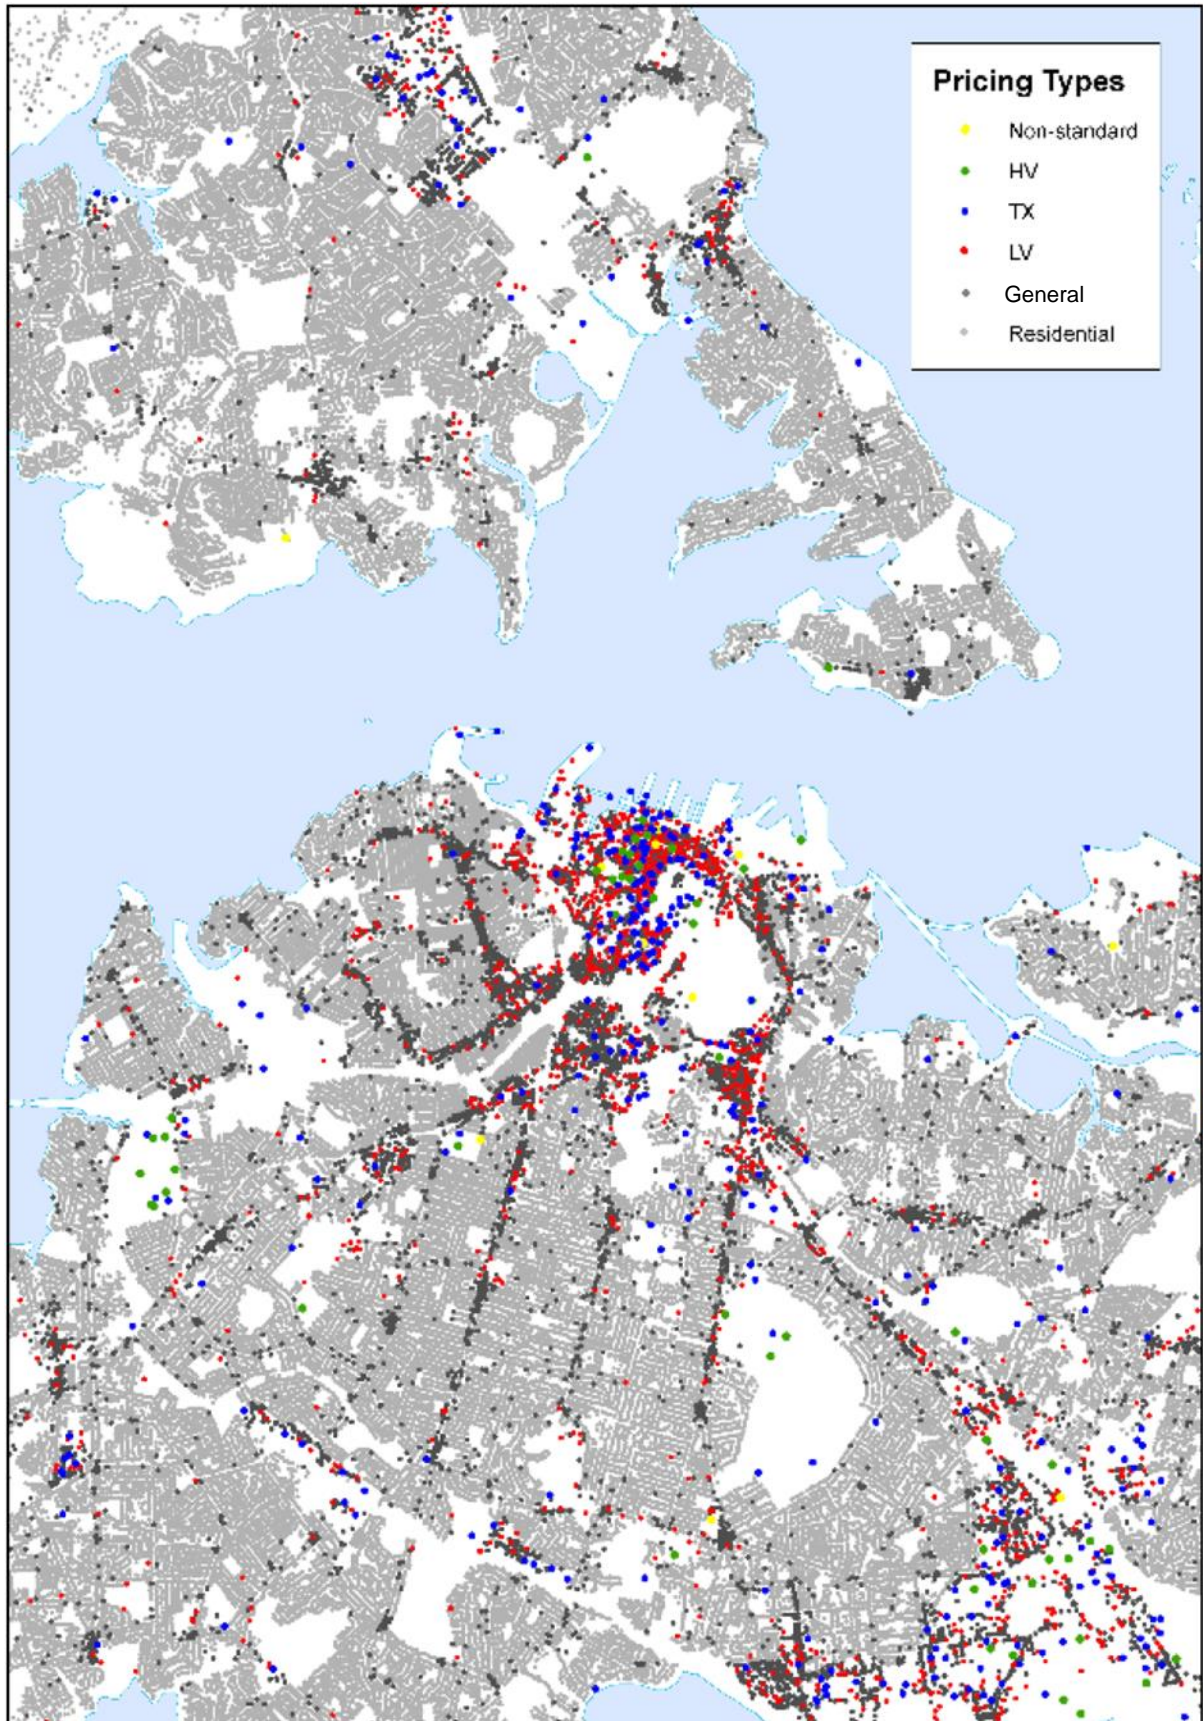 Pricing Types
Non-standard
HV
TX
LV
General
Residential